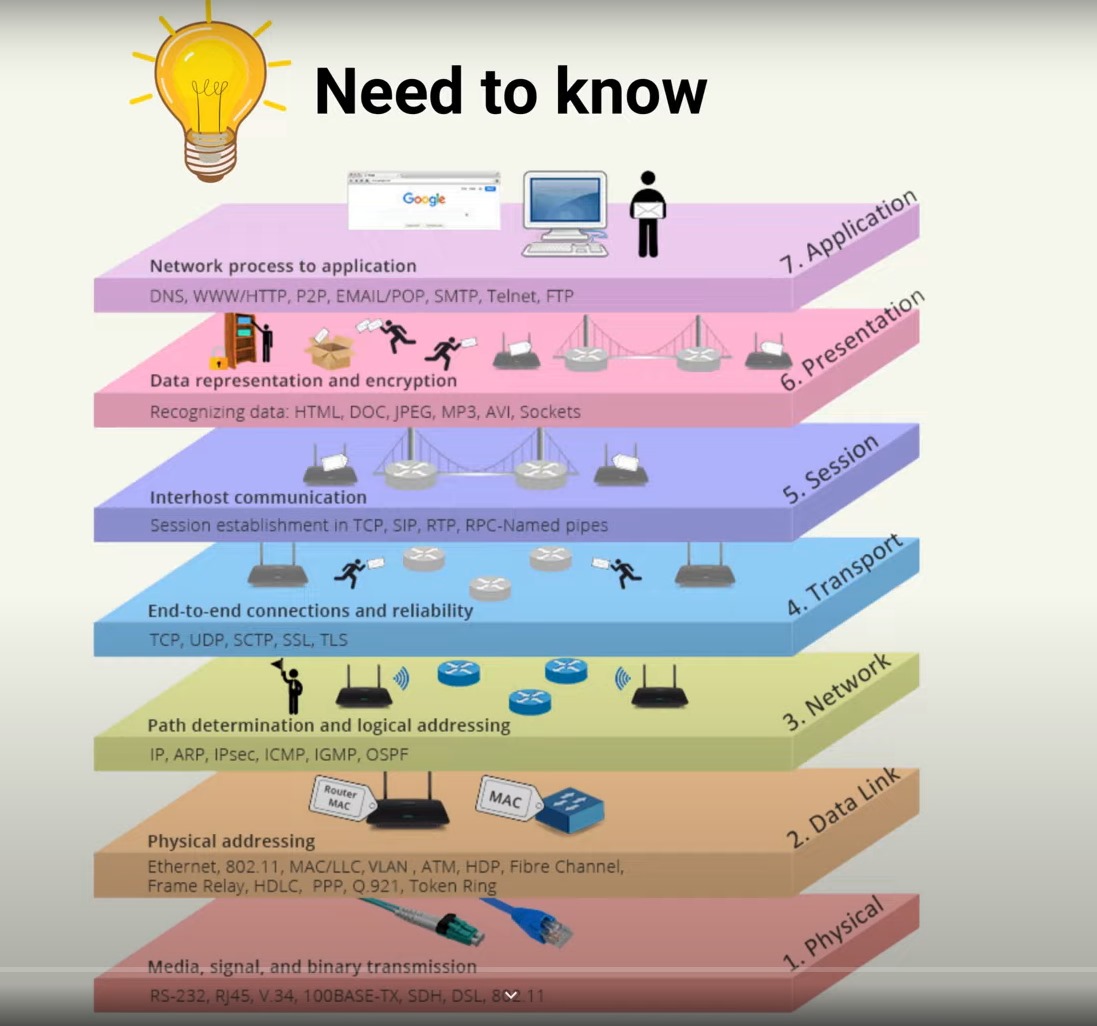 Need to know
Google
7. Application
Network process to application
DNS, WWW/HTTP, P2P, EMAIL/POP, SMTP, Telnet, FTP
6. Presentation
Data representation and encryption
Recognizing data: HTML, DOC, JPEG, MP3, AVI, Sockets
5. Session
Interhost communication
Session establishment in TCP, SIP, RTP, RPC-Named pipes
4. Transport
End-to-end connections and reliability
TCP, UDP, SCTP, SSL, TLS
3. Network
Path determination and logical addressing
IP, ARP, IPsec, ICMP, IGMP, OSPF
Router
MAC
MAC
2. Data Link
Physical addressing
Ethernet, 802.11, MAC/LLC, VLAN , ATM, HDP, Fibre Channel,
Frame Relay, HDLC, PPP, Q.921, Token Ring
1. Physical
Media, signal, and binary transmission
RS-232, RJ45, V.34, 100BASE-TX, SDH, DSL, 802.11